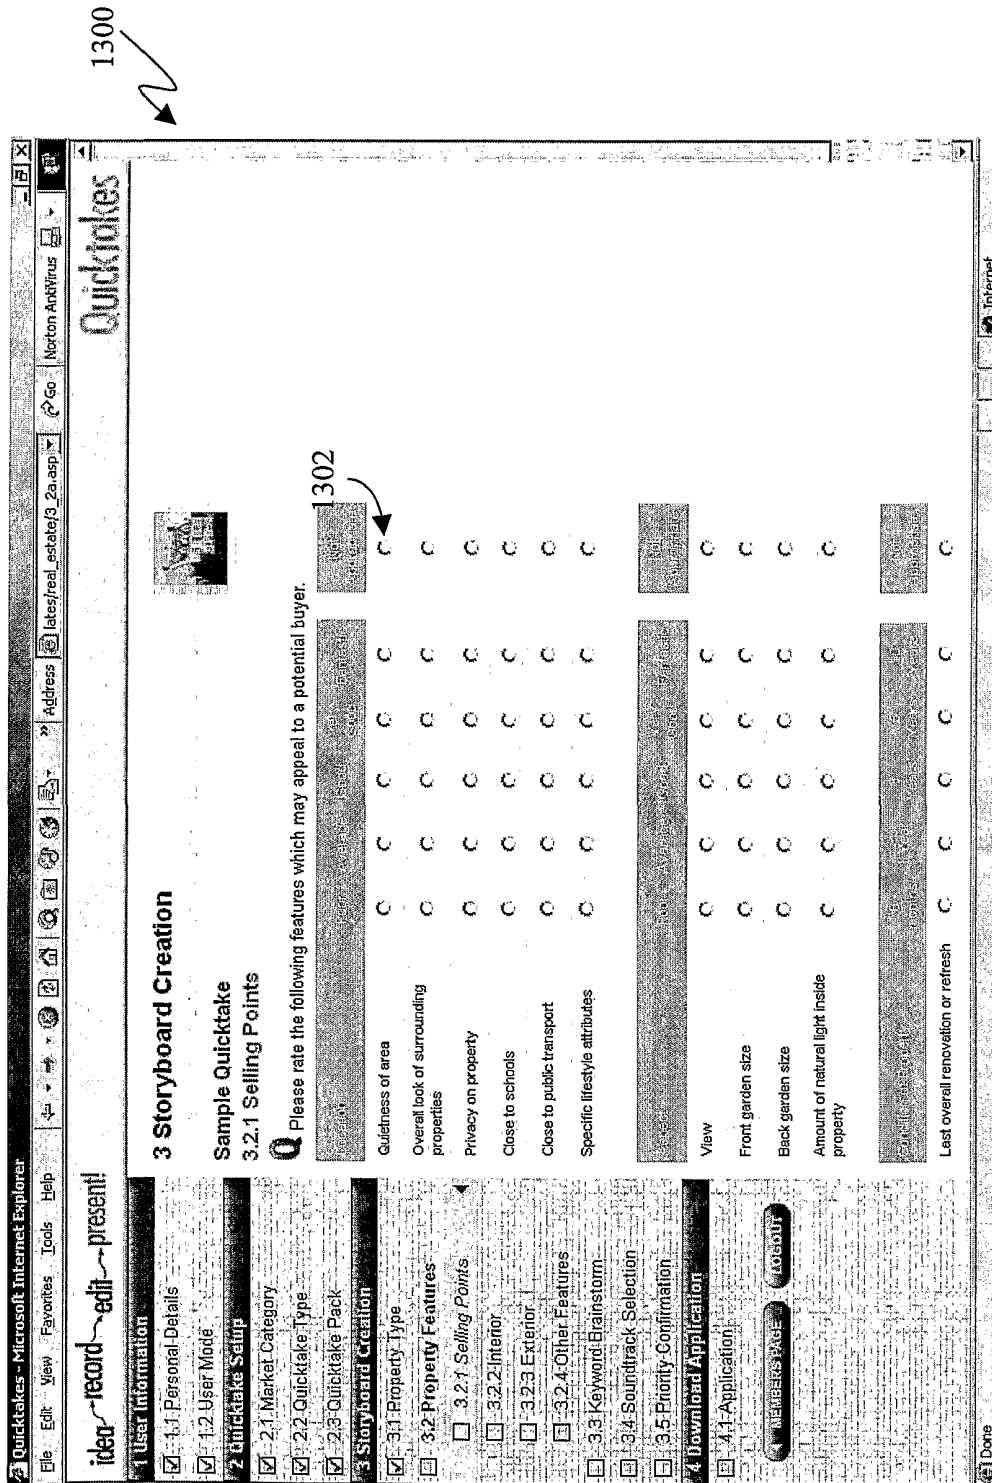 1300
Quicktakes - Microsoft Internet Explorer
File Edit View Favorites Tools Help
Address lates/real_estate/3_2a.asp Go Norton AntiVirus
idea record edit present!
Quicktakes
1 User Information
1.1 Personal Details
1.2 User Mode
2 Quicktake Setup
2.1 Market Category
2.2 Quicktake Type
2.3 Quicktake Pack
3 Storyboard Creation
3.1 Property Type
3.2 Property Features
3.2.1 Selling Points
3.2.2 Interior
3.2.3 Exterior
3.2.4 Other Features
3.3 Keyword Brainstorm
3.4 Soundtrack Selection
3.5 Priority Confirmation
4 Download Application
4.1 Application
MEMBERS PAGE LOGOUT
3 Storyboard Creation
Sample Quicktake
3.2.1 Selling Points
Q Please rate the following features which may appeal to a potential buyer.
1302
Average Good
Quietness of area
Overall look of surrounding
properties
Privacy on property
Close to schools
Close to public transport
Specific lifestyle attributes
View
Front garden size
Back garden size
Amount of natural light inside
property
Last overall renovation or refresh
Done Internet